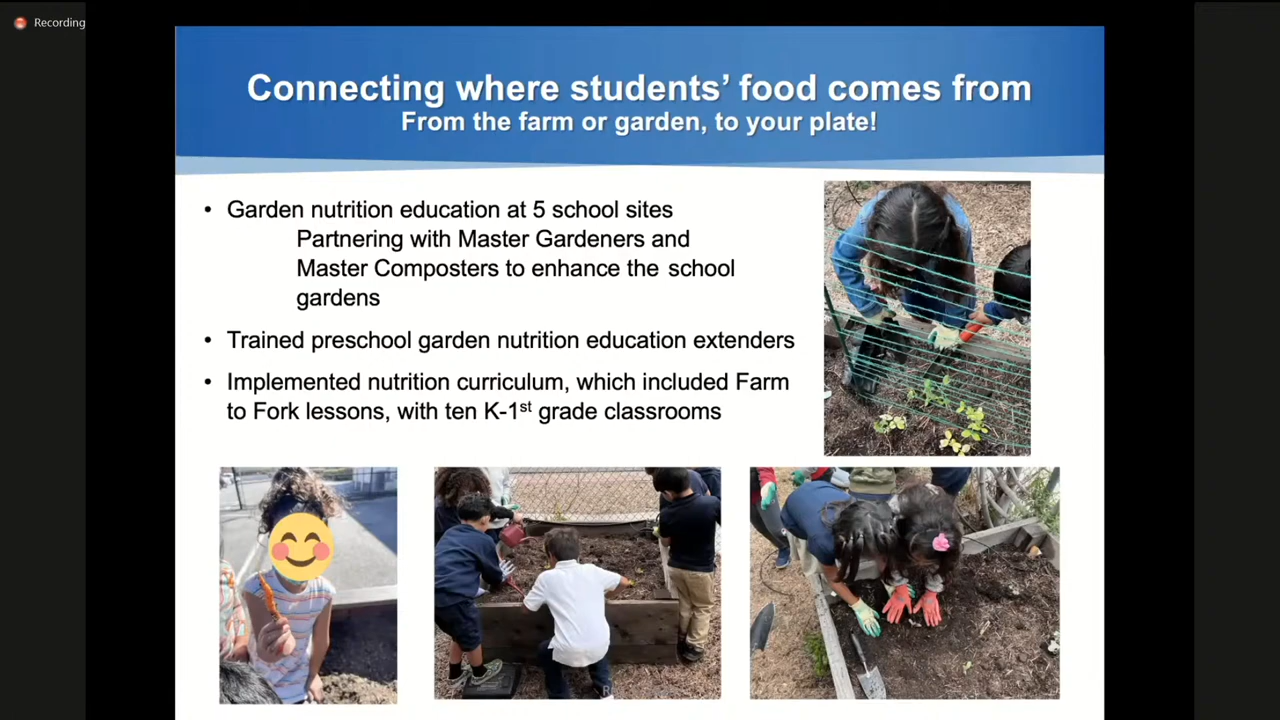 Recording
Connecting where students’ food comes from
From the farm or garden, to your plate!
• Garden nutrition education at 5 school sites
Partnering with Master Gardeners and
Master Composters to enhance the school
gardens
• Trained preschool garden nutrition education extenders
• Implemented nutrition curriculum, which included Farm
to Fork lessons, with ten K-1st grade classrooms